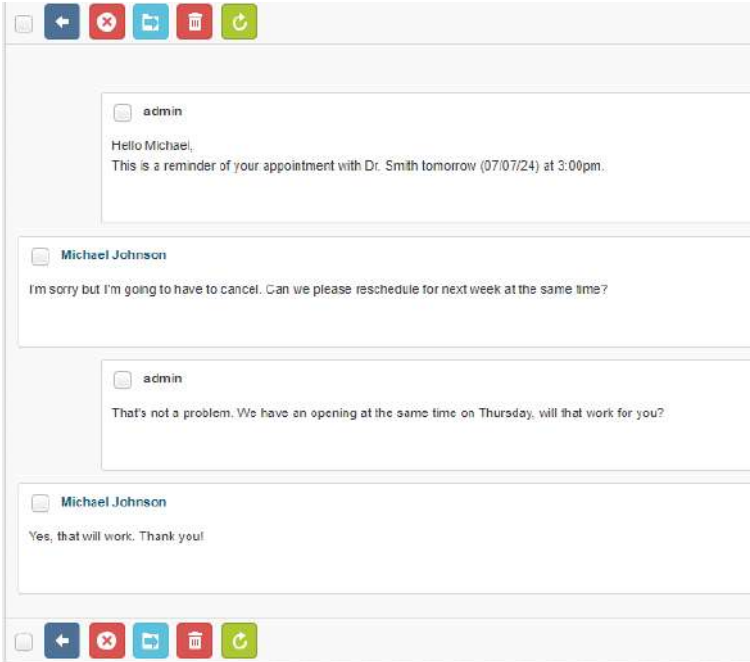 admin
Hello Michael,
This is a reminder of your appointment with Dr. Smith tomorrow (07/07/24) at 3:00pm.
Michael Johnson
I'm sorry but I'm going to have to cancel. Can we please reschedule for next week at the same time?
admin
That's not a problem. We have an opening at the same time on Thursday, will that work for you?
Michael Johnson
Yes, that will work. Thank you!